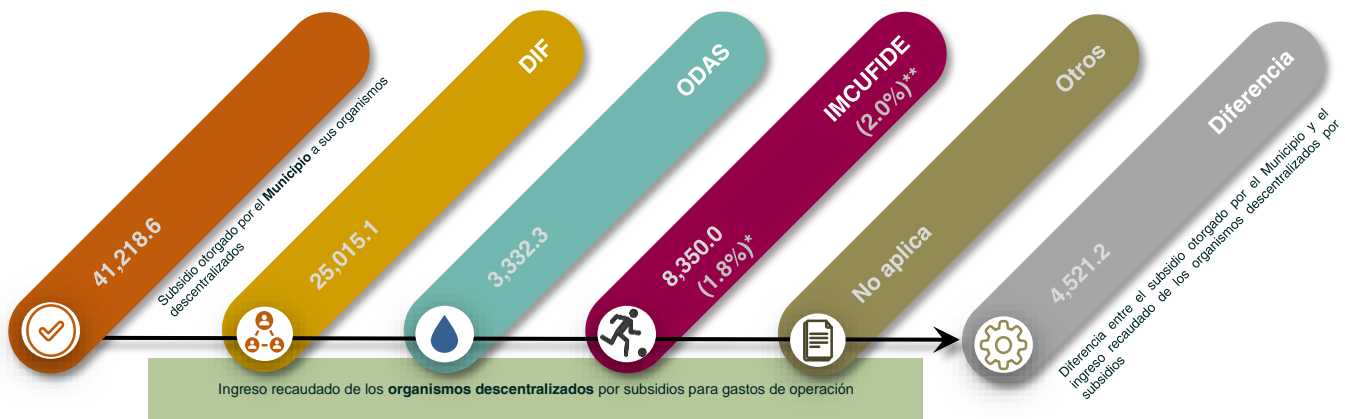 41,218.6
Subsidio otorgado por el Municipio a sus organismos
descentralizados
DIF
25,015.1
ODAS
3,332.3
IMCUFIDE
(2.0%)**
8,350.0
(1.8%)*
Otros
No aplica
Diferencia
4,521.2
Diferencia entre el subsidio otorgado por el Municipio y el
ingreso recaudado de los organismos descentralizados por
subsidios
Ingreso recaudado de los organismos descentralizados por subsidios para gastos de operación